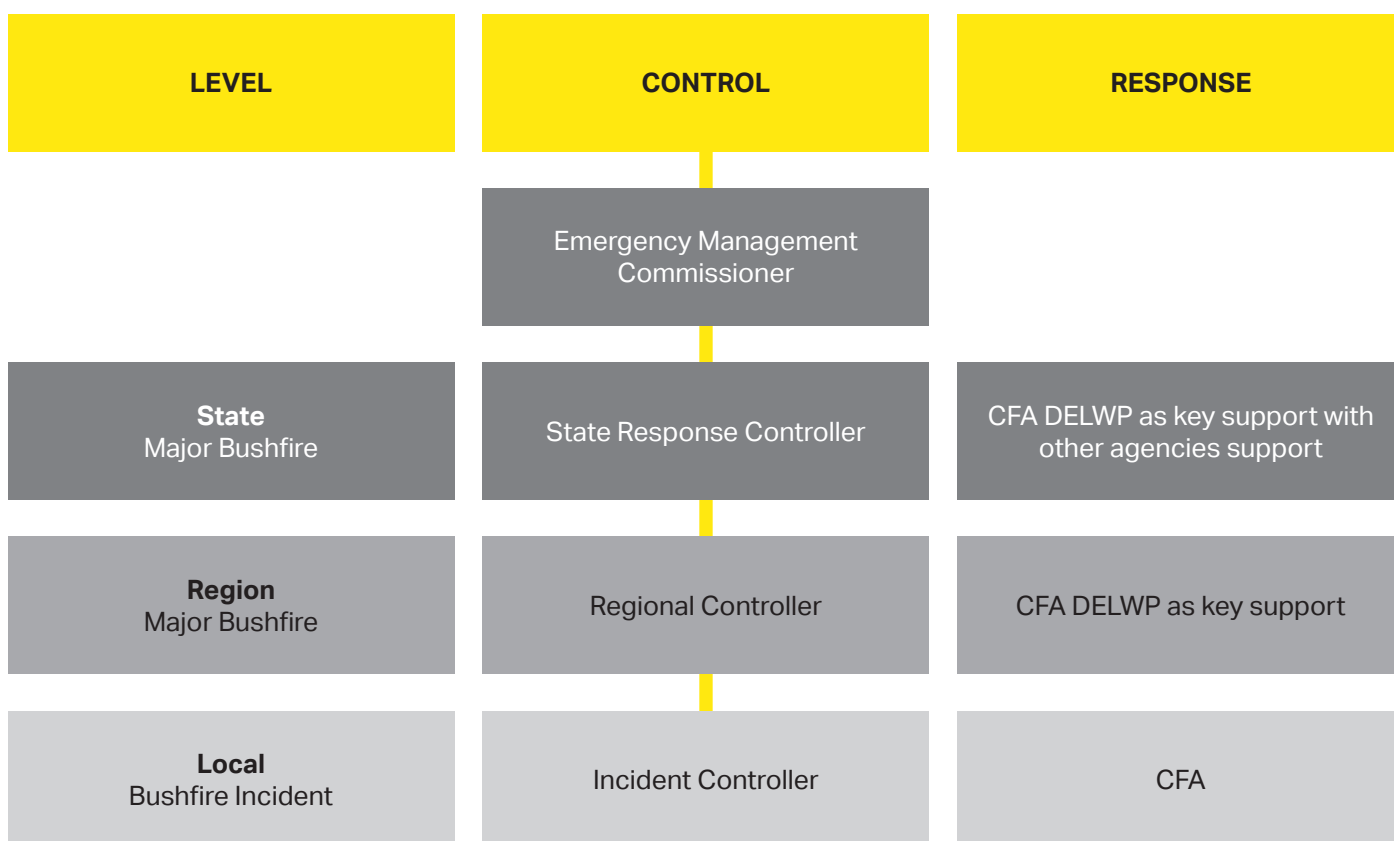 LEVEL
CONTROL
RESPONSE
Emergency Management
Commissioner
State
Major Bushfire
State Response Controller
CFA DELWP as key support with
other agencies support
Region
Major Bushfire
Regional Controller
CFA DELWP as key support
Local
Bushfire Incident
Incident Controller
CFA